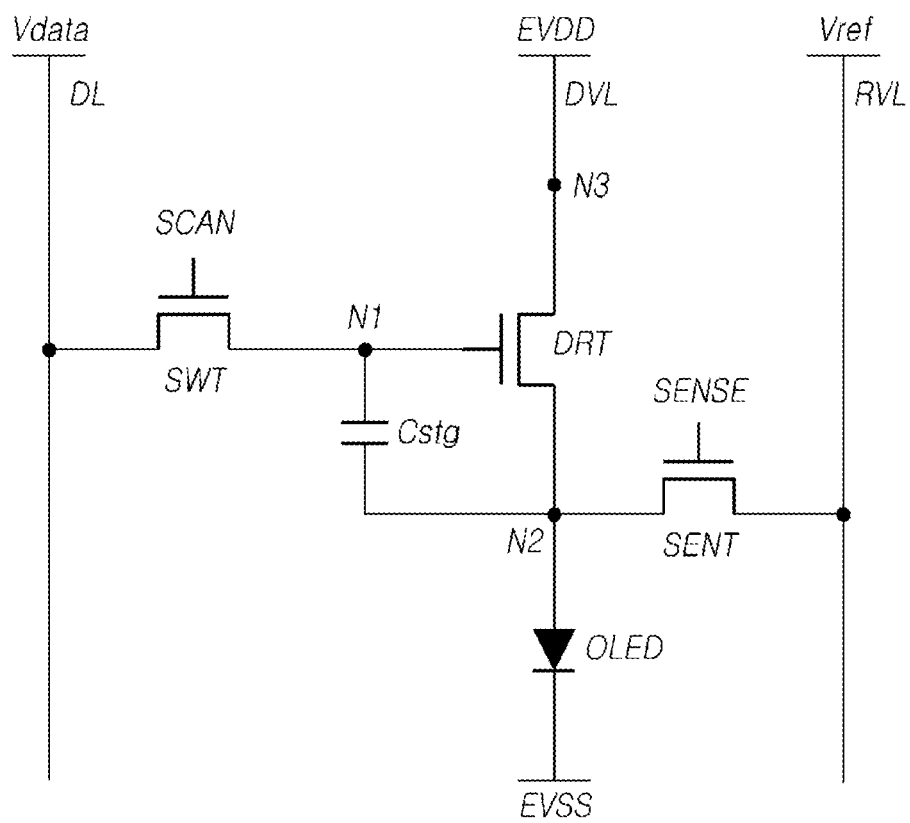 Vdata
EVDD
Vref
DL
DVL
RVL
N3
SCAN
N1
DRT
SWT
SENSE
Cstg
N2
SENT
OLED
EVSS